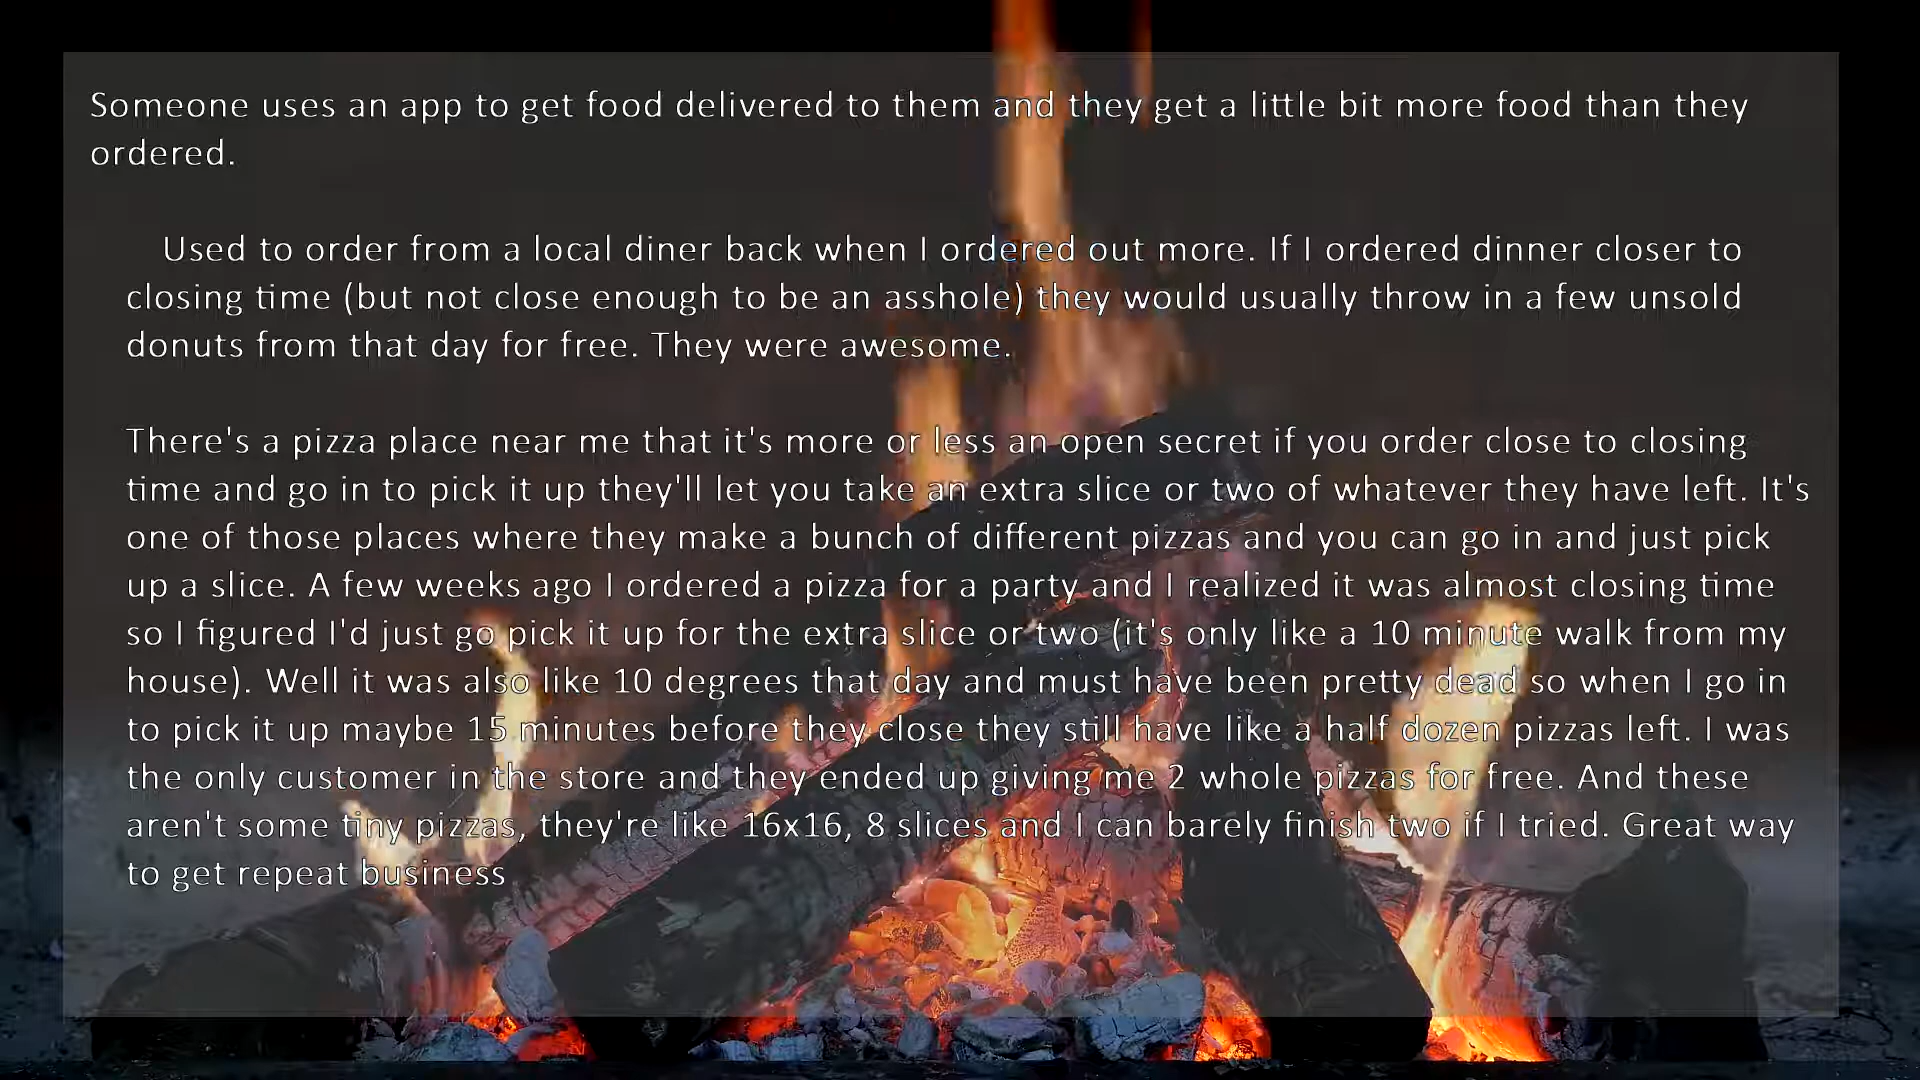 Someone uses an app to get food delivered to them and they get a little bit more food than they
ordered.
Used to order from a local diner back when I ordered out more. If I ordered dinner closer to
closing time (but not close enough to be an asshole) they would usually throw in a few unsold
donuts from that day for free. They were awesome.
There's a pizza place near me that it's more or less an open secret if you order close to closing
time and go in to pick it up they'll let you take an extra slice or two of whatever they have left. It's
one of those places where they make a bunch of different pizzas and you can go in and just pick
up a slice. A few weeks ago I ordered a pizza for a party and I realized it was almost closing time
so I figured I'd just go pick it up for the extra slice or two (it's only like a 10 minute walk from my
house). Well it was also like 10 degrees that day and must have been pretty dead so when I go in
to pick it up maybe 15 minutes before they close they still have like a half dozen pizzas left. I was
the only customer in the store and they ended up giving me 2 whole pizzas for free. And these
aren't some tiny pizzas, they're like 16x16, 8 slices and I can barely finish two if I tried. Great way
to get repeat business